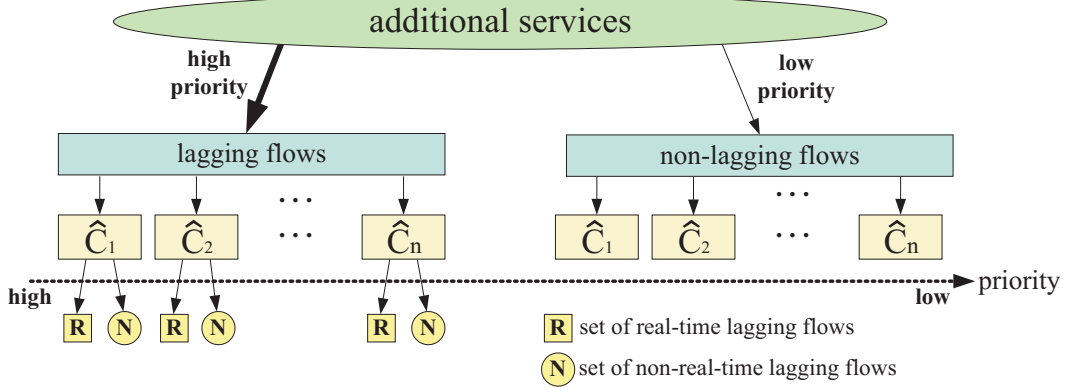 additional services
high
priority
low
priority
lagging flows
non-lagging flows
... ...
Ĉ1 Ĉ2 ... Ĉn Ĉ1 Ĉ2 ... Ĉn
priority
high low
R N R N R N
R set of real-time lagging flows
N set of non-real-time lagging flows